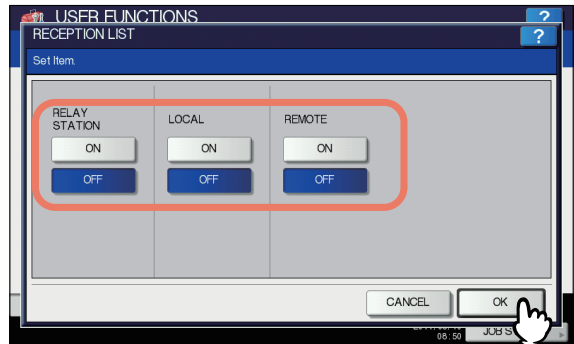 USER FUNCTIONS
?
RECEPTION LIST
?
Set Item.
RELAY
STATION
LOCAL
REMOTE
ON
ON
ON
OFF
OFF
OFF
CANCEL
OK
08:50